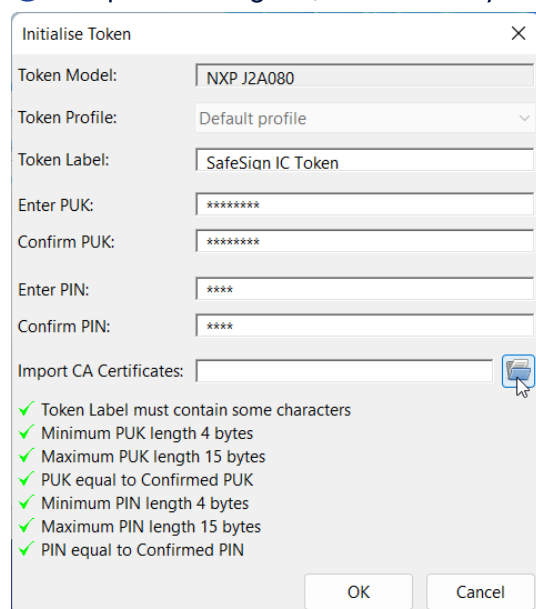 Initialise Token
Token Model: NXP J2A080
Token Profile: Default profile
Token Label: SafeSign IC Token
Enter PUK: ********
Confirm PUK: ********
Enter PIN: ****
Confirm PIN: ****
Import CA Certificates:
Token Label must contain some characters
Minimum PUK length 4 bytes
Maximum PUK length 15 bytes
PUK equal to Confirmed PUK
Minimum PIN length 4 bytes
Maximum PIN length 15 bytes
PIN equal to Confirmed PIN
OK Cancel